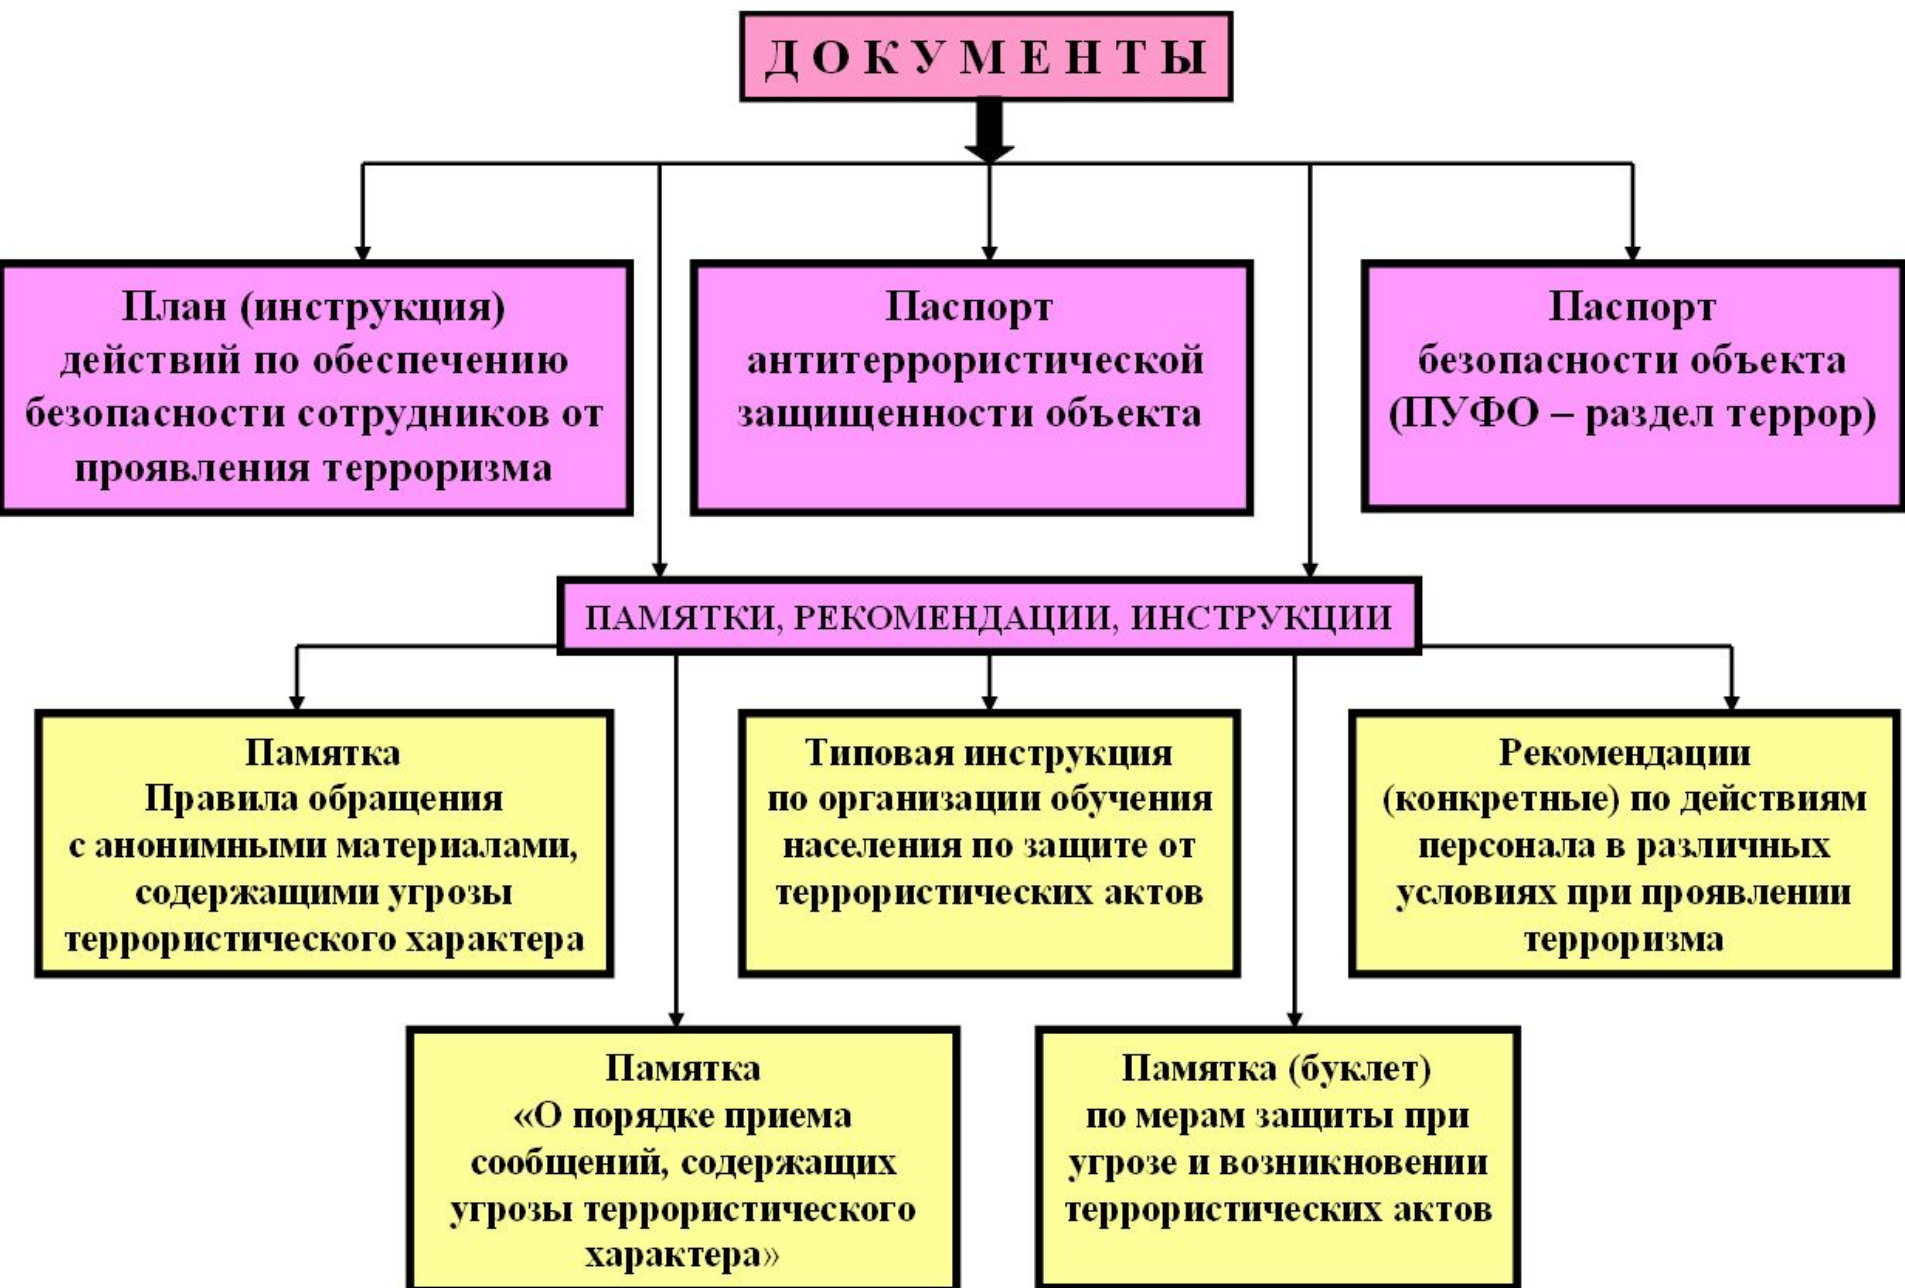 Д О К У М Е Н Т Ы
План (инструкция)
действий по обеспечению
безопасности сотрудников от
проявления терроризма
Паспорт
антитеррористической
защищенности объекта
Паспорт
безопасности объекта
(ПУФО – раздел террор)
ПАМЯТКИ, РЕКОМЕНДАЦИИ, ИНСТРУКЦИИ
Памятка
Правила обращения
с анонимными материалами,
содержащими угрозы
террористического характера
Типовая инструкция
по организации обучения
населения по защите от
террористических актов
Рекомендации
(конкретные) по действиям
персонала в различных
условиях при проявлении
терроризма
Памятка
«О порядке приема
сообщений, содержащих
угрозы террористического
характера»
Памятка (буклет)
по мерам защиты при
угрозе и возникновении
террористических актов